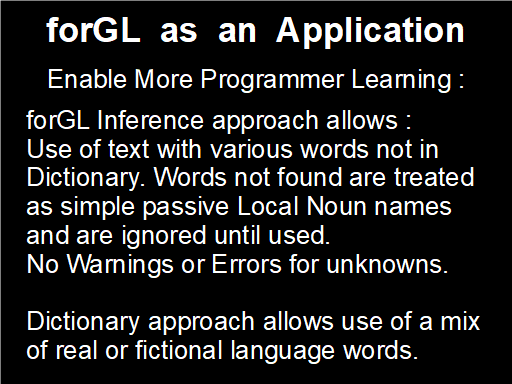 forGL as an Application
Enable More Programmer Learning :
forGL Inference approach allows :
Use of text with various words not in
Dictionary. Words not found are treated
as simple passive Local Noun names
and are ignored until used.
No Warnings or Errors for unknowns.
Dictionary approach allows use of a mix
of real or fictional language words.